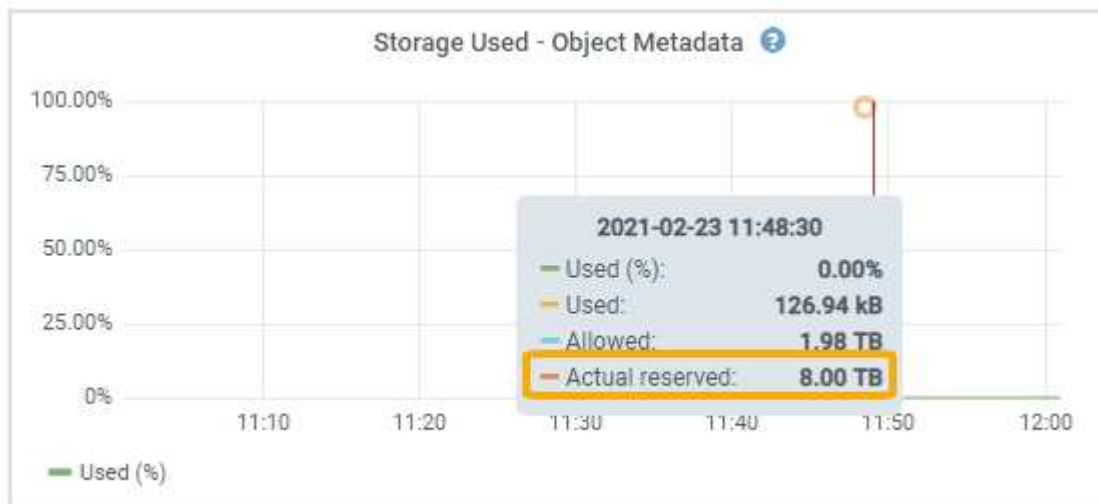 Storage Used - Object Metadata ?
100.00%
75.00%
50.00%
25.00%
0%
2021-02-23 11:48:30
Used (%): 0.00%
Used: 126.94 kB
Allowed: 1.98 TB
Actual reserved: 8.00 TB
11:10 11:20 11:30 11:40 11:50 12:00
Used (%)